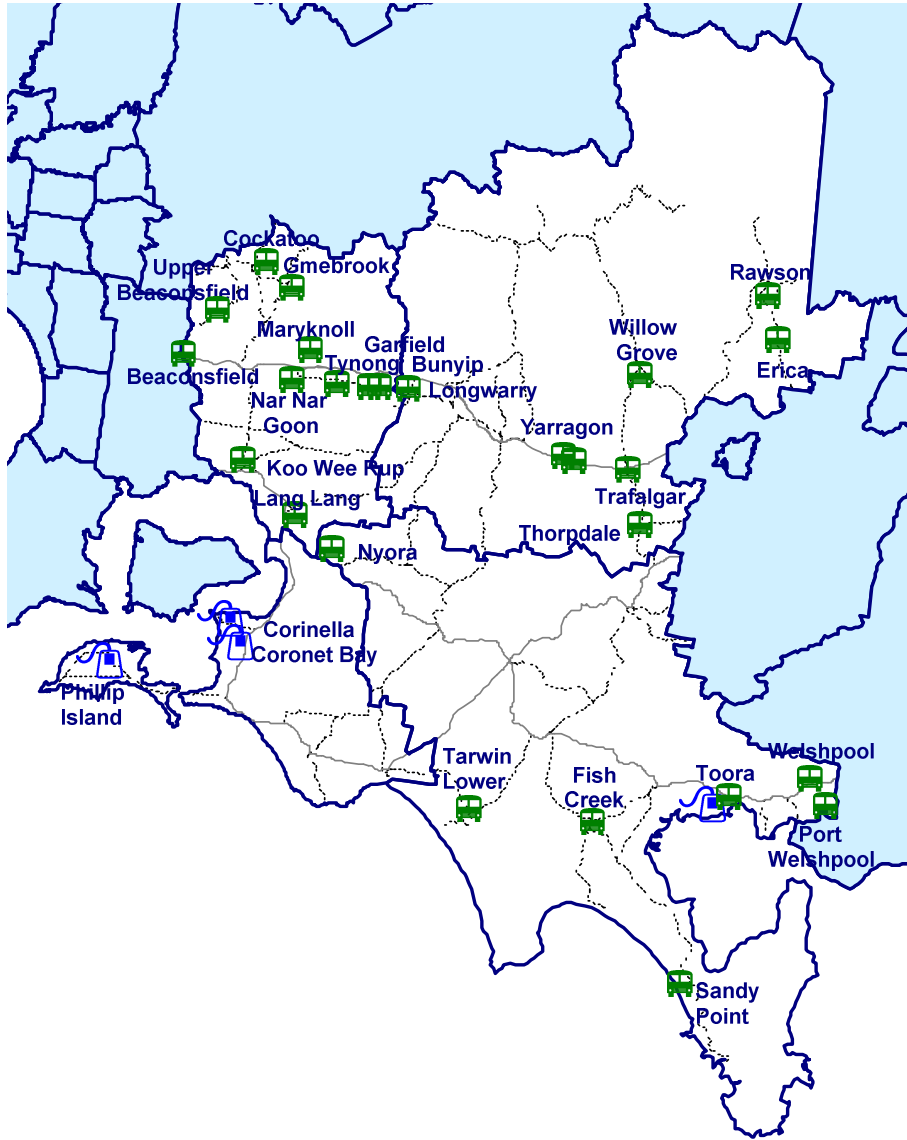 Cockatoo
Upper
Beaconsfield
Gmebrook
Rawson
Maryknoll
Willow
Grove
Garfield
Tynong
Bunyip
Erica
Beaconsfield
Longwarry
Nar Nar
Goon
Yarragon
Koo Wee Rup
Lang Lang
Trafalgar
Thorpdale
Nyora
Corinella
Coronet Bay
Phillip
Island
Tarwin
Lower
Fish
Creek
Toora
Welshpool
Port
Welshpool
Sandy
Point